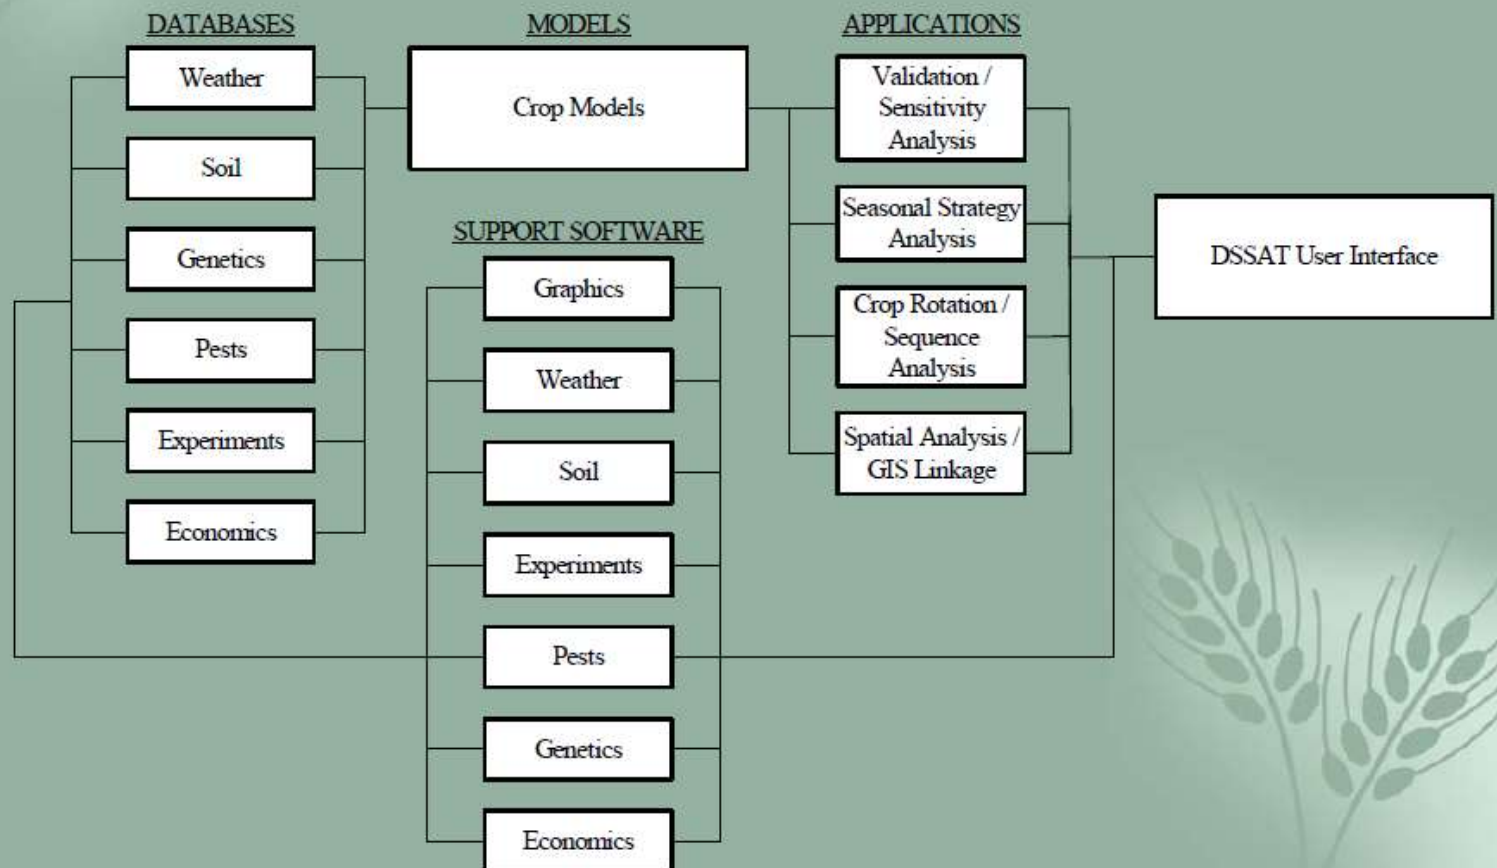 DATABASES
Weather
Soil
Genetics
Pests
Experiments
Economics
MODELS
Crop Models
SUPPORT SOFTWARE
Graphics
Weather
Soil
Experiments
Pests
Genetics
Economics
APPLICATIONS
Validation /
Sensitivity
Analysis
Seasonal Strategy
Analysis
Crop Rotation /
Sequence
Analysis
Spatial Analysis /
GIS Linkage
DSSAT User Interface